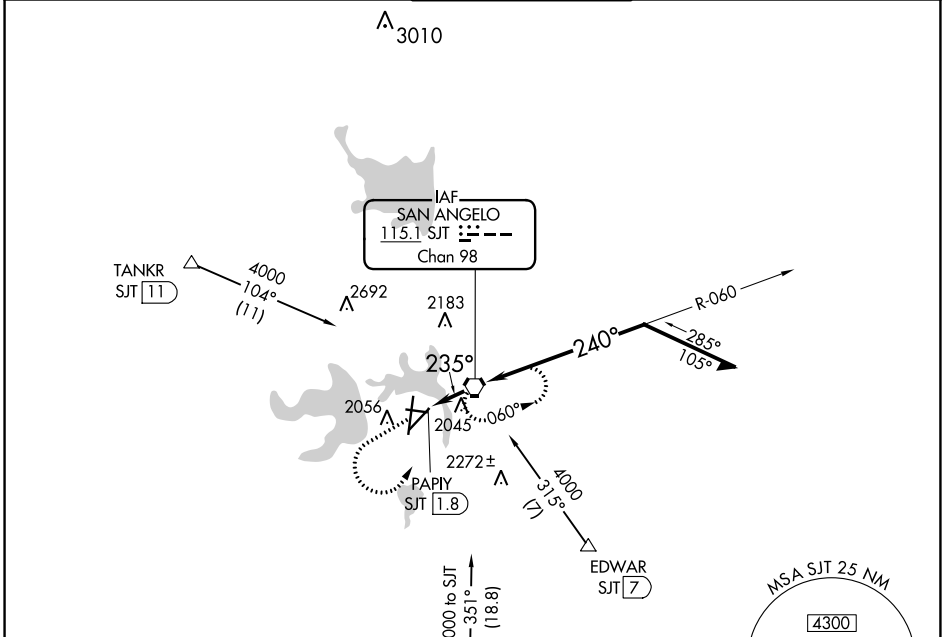 3010
IAF
SAN ANGELO
115.1 SJT
Chan 98
TANKR
SJT 11
4000
104°
(11)
2692
2183
R-060
285°
105°
240°
235°
2056
2045
060°
2272±
PAPIY
SJT 1.8
4000
315°
(7)
EDWAR
SJT 7
000 to SJT
351°
(18.8)
MSA SJT 25 NM
4300